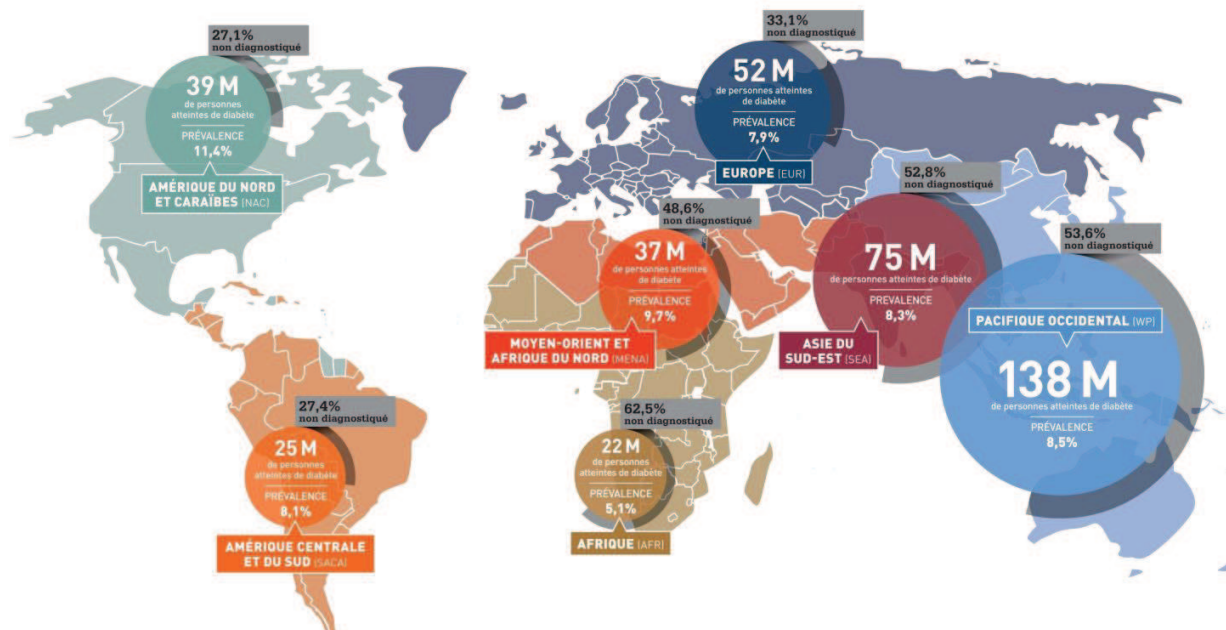 27,1%
non diagnostiqué
39 M
de personnes
atteintes de diabète
PRÉVALENCE
11,4%
AMÉRIQUE DU NORD
ET CARAÏBES (NAC)
33,1%
non diagnostiqué
52 M
de personnes
atteintes de diabète
PRÉVALENCE
7,9%
EUROPE (EUR)
48,6%
non diagnostiqué
37 M
de personnes atteintes
de diabète
PRÉVALENCE
9,7%
MOYEN-ORIENT ET
AFRIQUE DU NORD (MENA)
52,8%
non diagnostiqué
75 M
de personnes atteintes de diabète
PREVALENCE
8,3%
ASIE DU
SUD-EST (SEA)
53,6%
non diagnostiqué
PACIFIQUE OCCIDENTAL (WP)
138 M
de personnes atteintes de diabète
PRÉVALENCE
8,5%
27,4%
non diagnostiqué
25 M
de personnes
atteintes de diabète
PRÉVALENCE
8,1%
AMÉRIQUE CENTRALE
ET DU SUD (SACA)
62,5%
non diagnostiqué
22 M
de personnes
atteintes de diabète
PRÉVALENCE
5,1%
AFRIQUE (AFR)